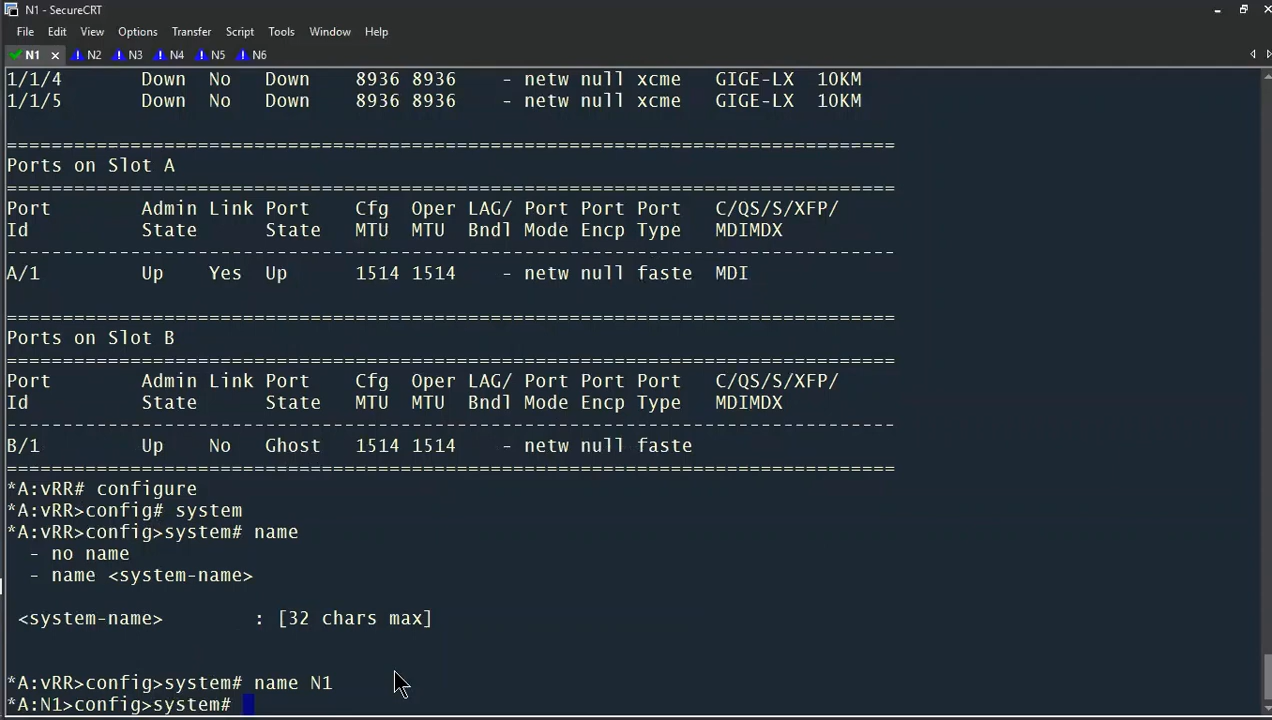 N1 - SecureCRT
File Edit View Options Transfer Script Tools Window Help
N1 N2 N3 N4 N5 N6
1/1/4 Down No Down 8936 8936 - netw null xcme GIGE-LX 10KM
1/1/5 Down No Down 8936 8936 - netw null xcme GIGE-LX 10KM
===============================================================================
Ports on Slot A
===============================================================================
Port Admin Link Port Cfg Oper LAG/ Port Port Port C/QS/S/XFP/
Id State State MTU MTU Bndl Mode Encp Type MDIMDX
-------------------------------------------------------------------------------
A/1 Up Yes Up 1514 1514 - netw null faste MDI
===============================================================================
Ports on Slot B
===============================================================================
Port Admin Link Port Cfg Oper LAG/ Port Port Port C/QS/S/XFP/
Id State State MTU MTU Bndl Mode Encp Type MDIMDX
-------------------------------------------------------------------------------
B/1 Up No Ghost 1514 1514 - netw null faste
===============================================================================
*A:vRR# configure
*A:vRR>config# system
*A:vRR>config>system# name
- no name
- name <system-name>
<system-name> : [32 chars max]
*A:vRR>config>system# name N1
*A:N1>config>system#